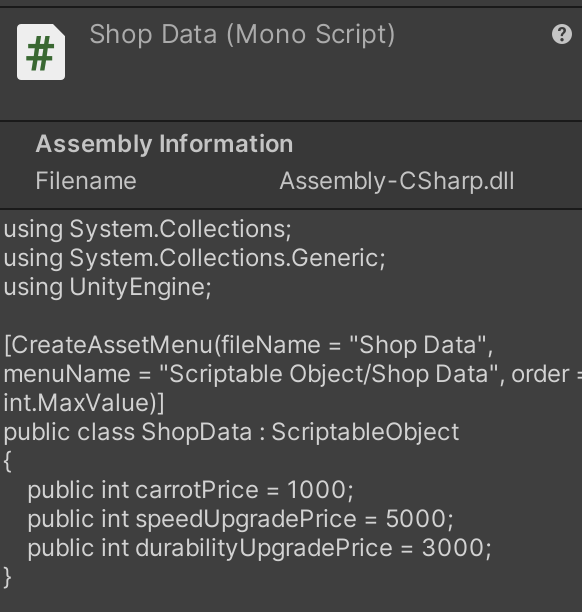 #
Shop Data (Mono Script)
?
Assembly Information
Filename Assembly-CSharp.dll
using System.Collections;
using System.Collections.Generic;
using UnityEngine;
[CreateAssetMenu(fileName = "Shop Data",
menuName = "Scriptable Object/Shop Data", order =
int.MaxValue)]
public class ShopData : ScriptableObject
{
public int carrotPrice = 1000;
public int speedUpgradePrice = 5000;
public int durabilityUpgradePrice = 3000;
}